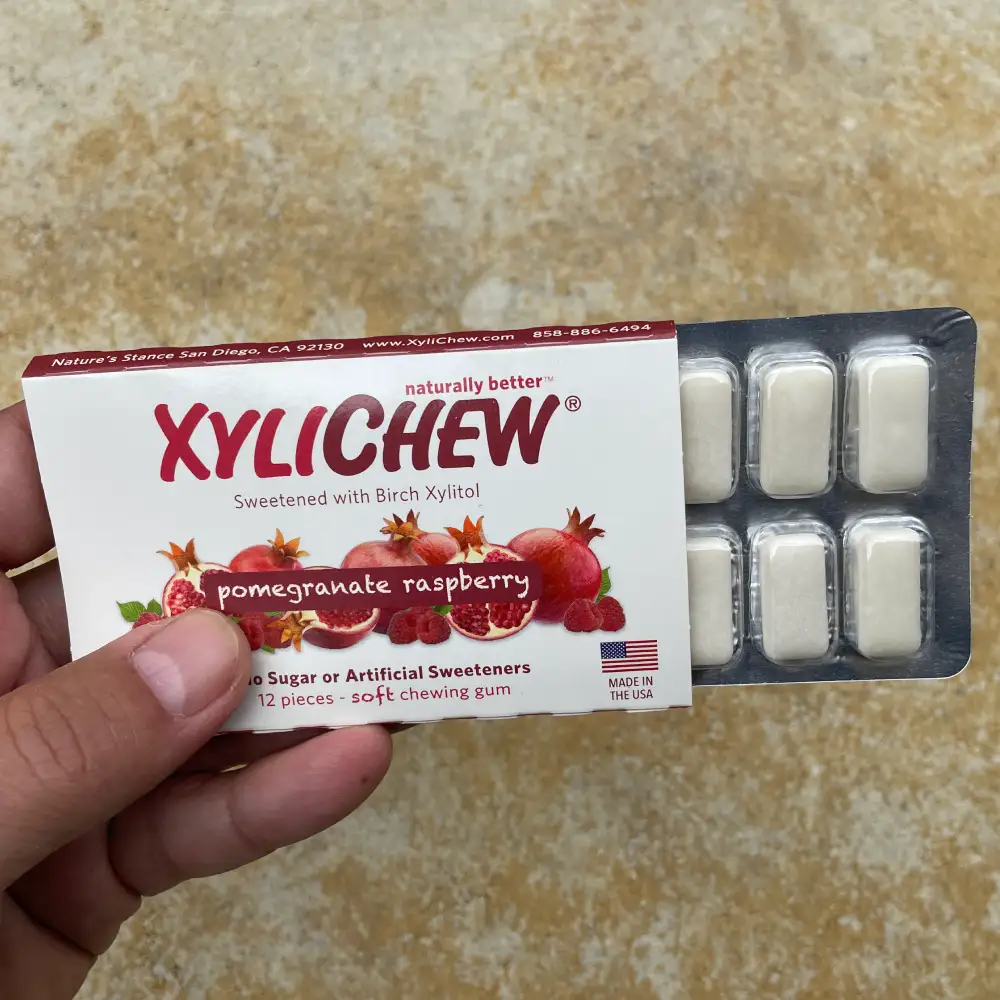 Nature's Stance San Diego, CA 92130 www.XyliChew.com 858-886-6494
naturally better™
XYLICHEW®
Sweetened with Birch Xylitol
pomegranate raspberry
Sugar or Artificial Sweeteners
12 pieces - soft chewing gum
MADE IN
THE USA